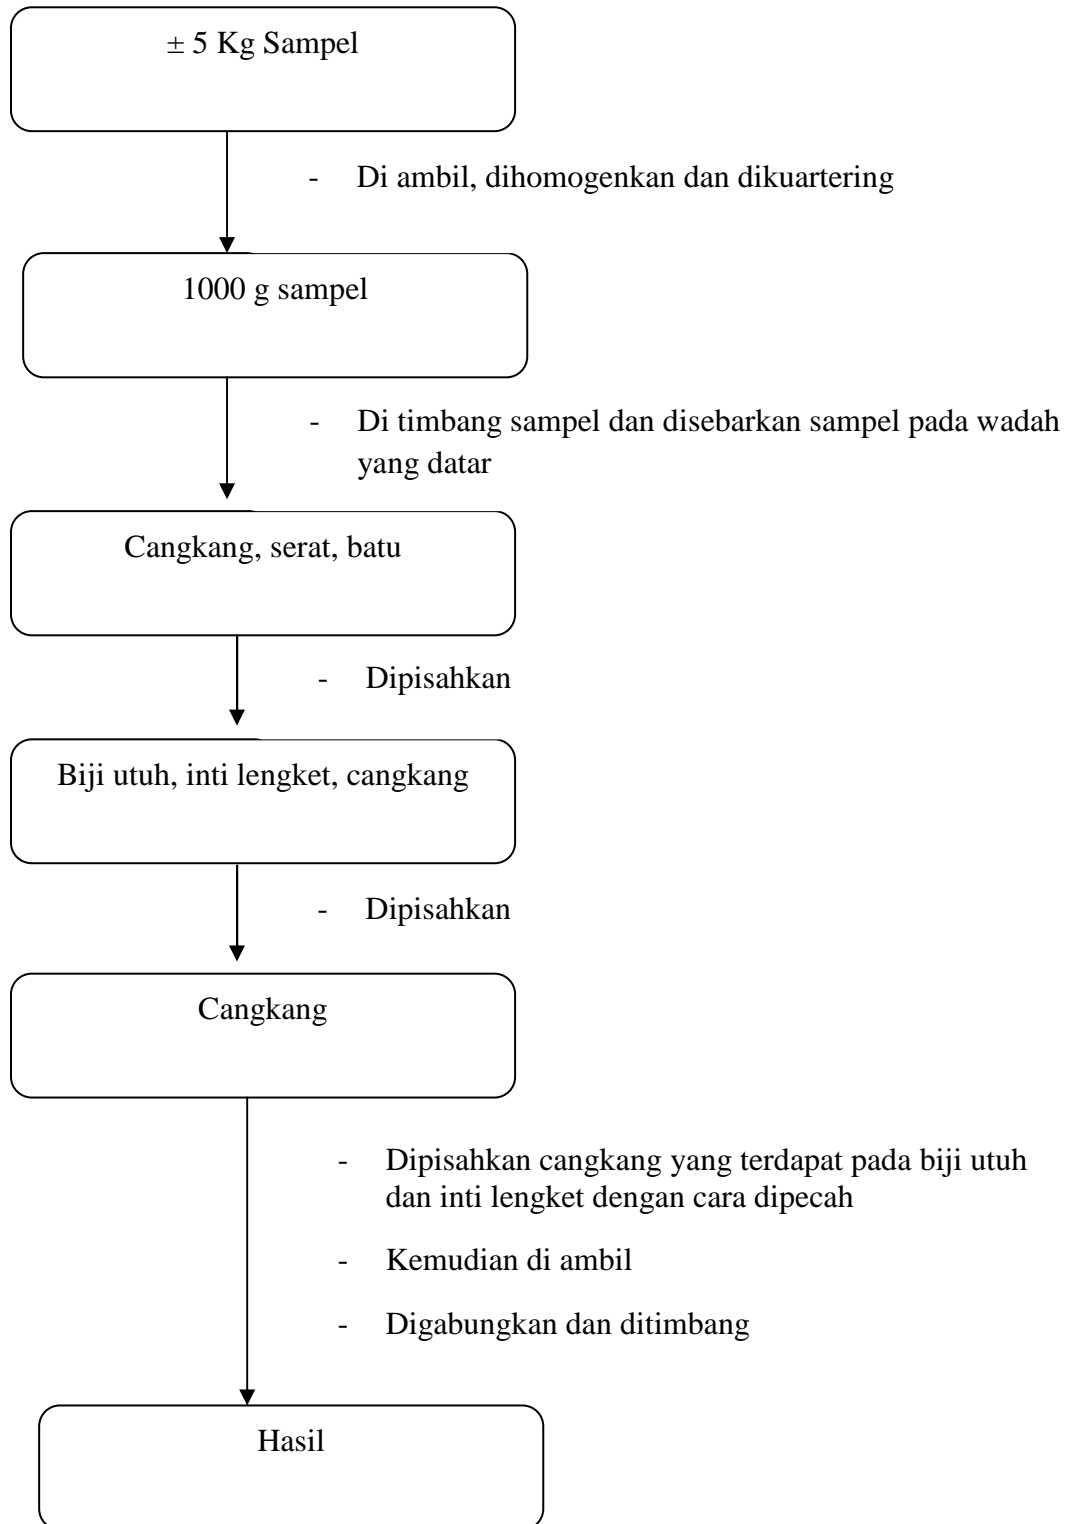 ± 5 Kg Sampel
- Di ambil, dihomogenkan dan dikuartering
1000 g sampel
- Di timbang sampel dan disebarkan sampel pada wadah
yang datar
Cangkang, serat, batu
- Dipisahkan
Biji utuh, inti lengket, cangkang
- Dipisahkan
Cangkang
- Dipisahkan cangkang yang terdapat pada biji utuh
dan inti lengket dengan cara dipecah
- Kemudian di ambil
- Digabungkan dan ditimbang
Hasil